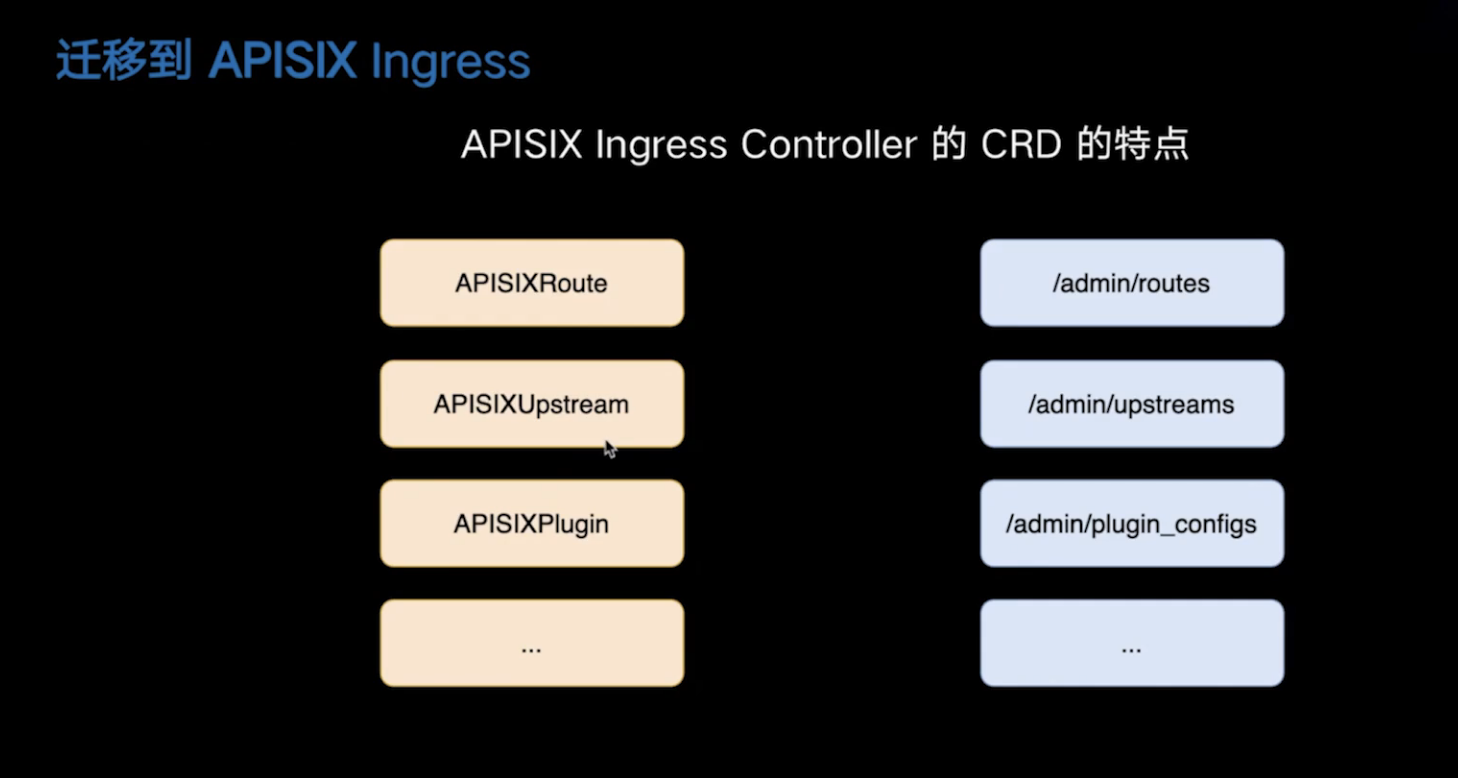 迁移到 APISIX Ingress
APISIX Ingress Controller 的 CRD 的特点
APISIXRoute
/admin/routes
APISIXUpstream
/admin/upstreams
APISIXPlugin
/admin/plugin_configs
...
...